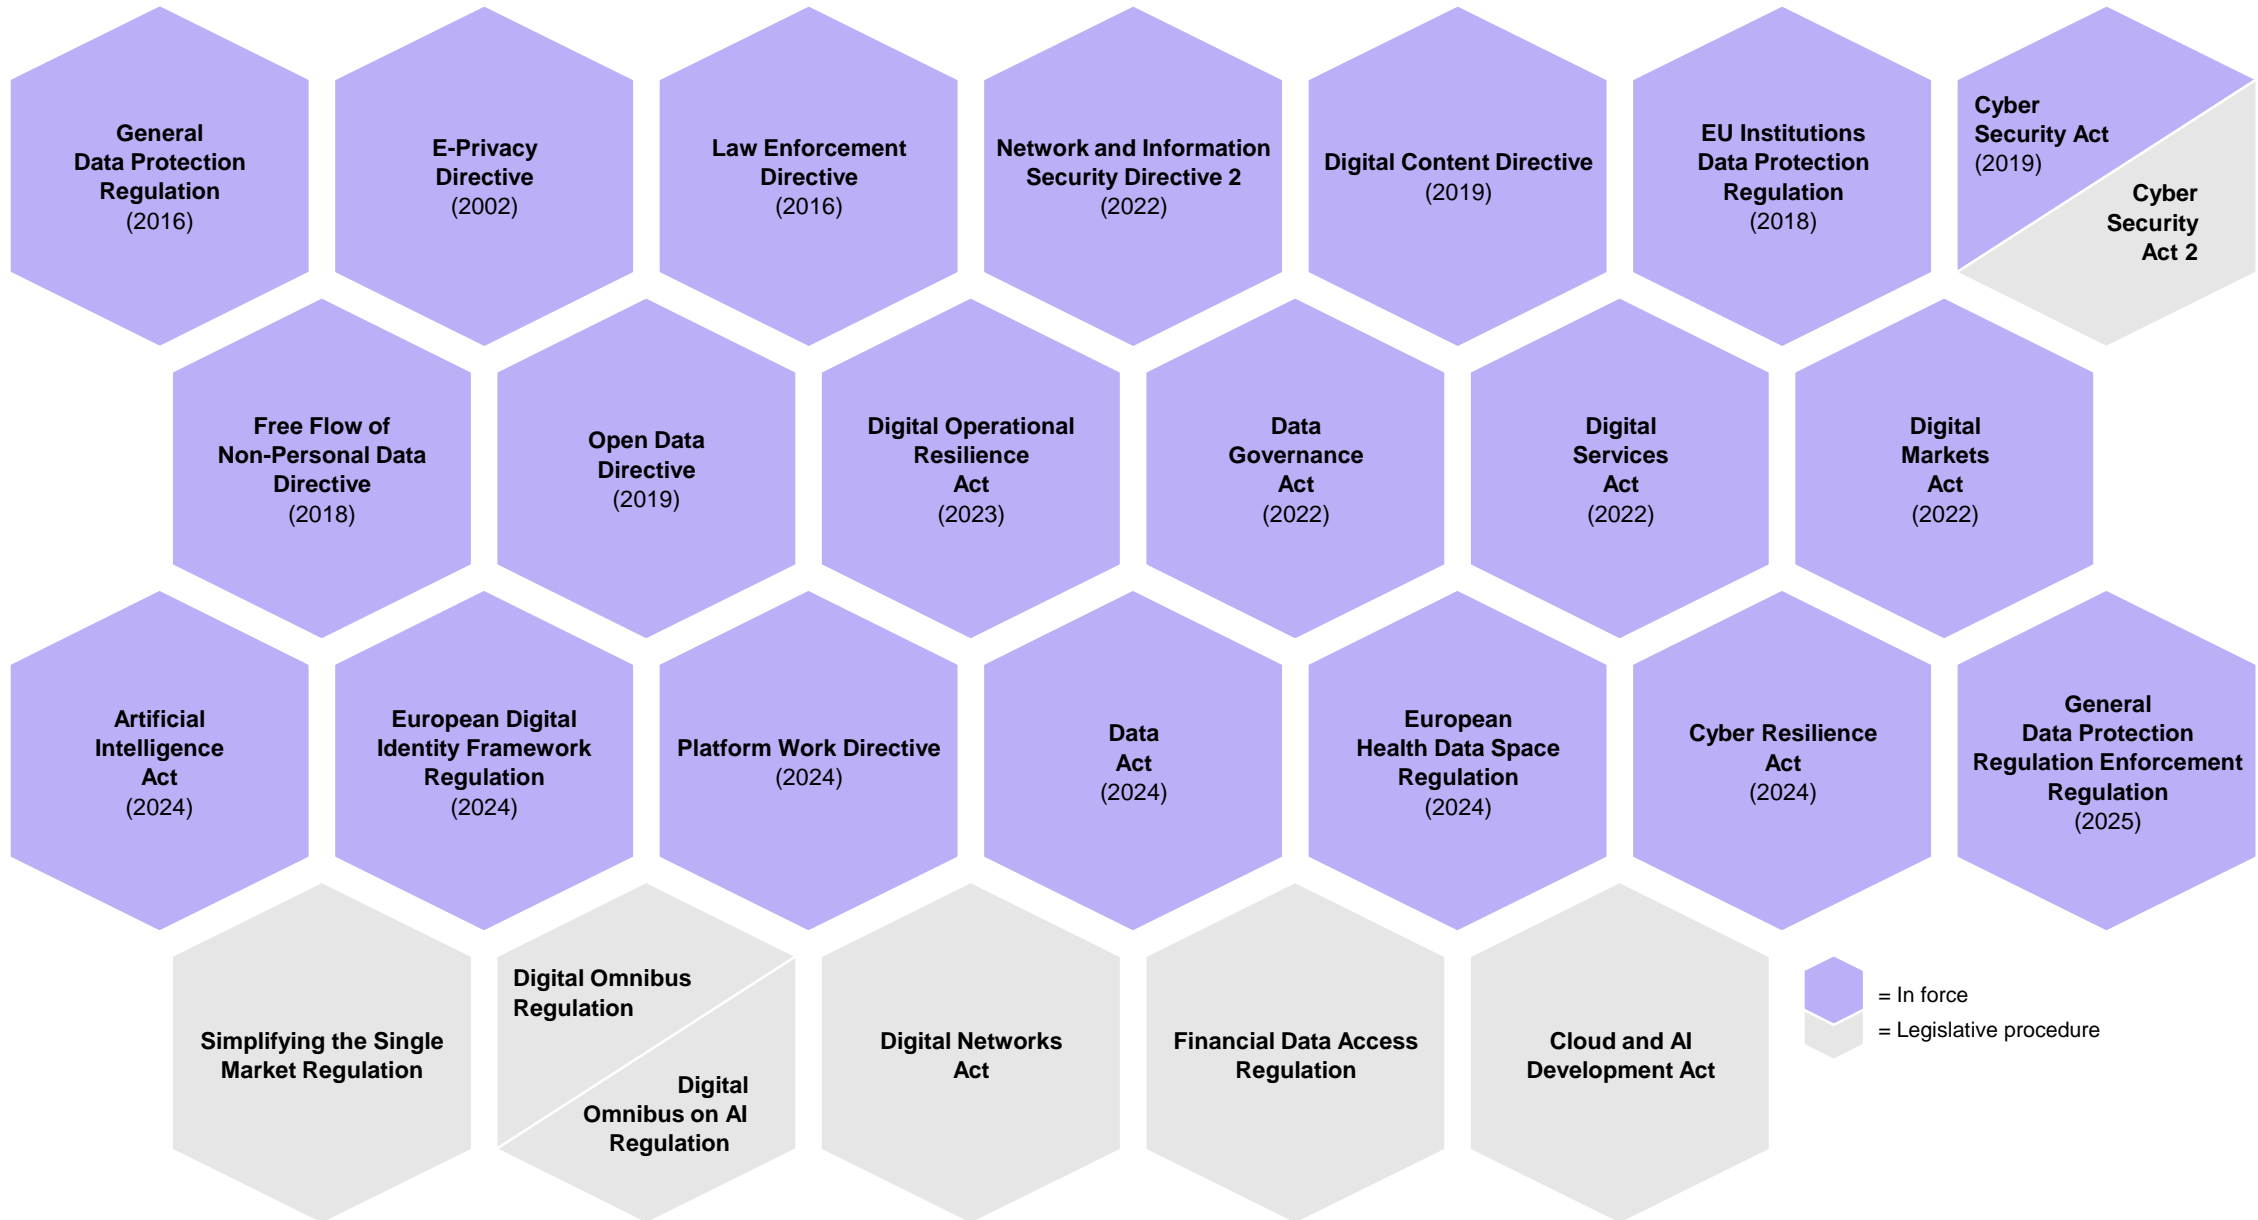 General
Data Protection
Regulation
(2016)
E-Privacy
Directive
(2002)
Law Enforcement
Directive
(2016)
Network and Information
Security Directive 2
(2022)
Digital Content Directive
(2019)
EU Institutions
Data Protection
Regulation
(2018)
Cyber
Security Act
(2019)
Cyber
Security
Act 2
Free Flow of
Non-Personal Data
Directive
(2018)
Open Data
Directive
(2019)
Digital Operational
Resilience
Act
(2023)
Data
Governance
Act
(2022)
Digital
Services
Act
(2022)
Digital
Markets
Act
(2022)
Artificial
Intelligence
Act
(2024)
European Digital
Identity Framework
Regulation
(2024)
Platform Work Directive
(2024)
Data
Act
(2024)
European
Health Data Space
Regulation
(2024)
Cyber Resilience
Act
(2024)
General
Data Protection
Regulation Enforcement
Regulation
(2025)
Simplifying the Single
Market Regulation
Digital Omnibus
Regulation
Digital
Omnibus on AI
Regulation
Digital Networks
Act
Financial Data Access
Regulation
Cloud and AI
Development Act
= In force
= Legislative procedure